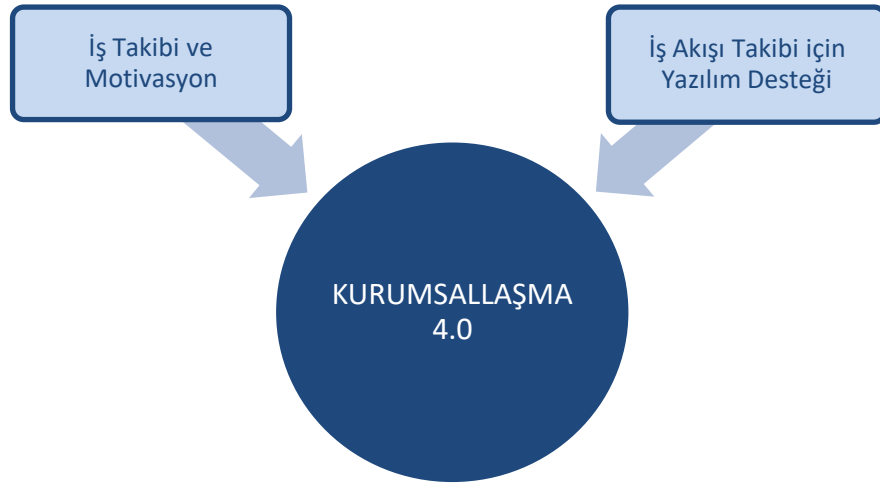 İş Takibi ve
Motivasyon
İş Akışı Takibi için
Yazılım Desteği
KURUMSALLAŞMA
4.0